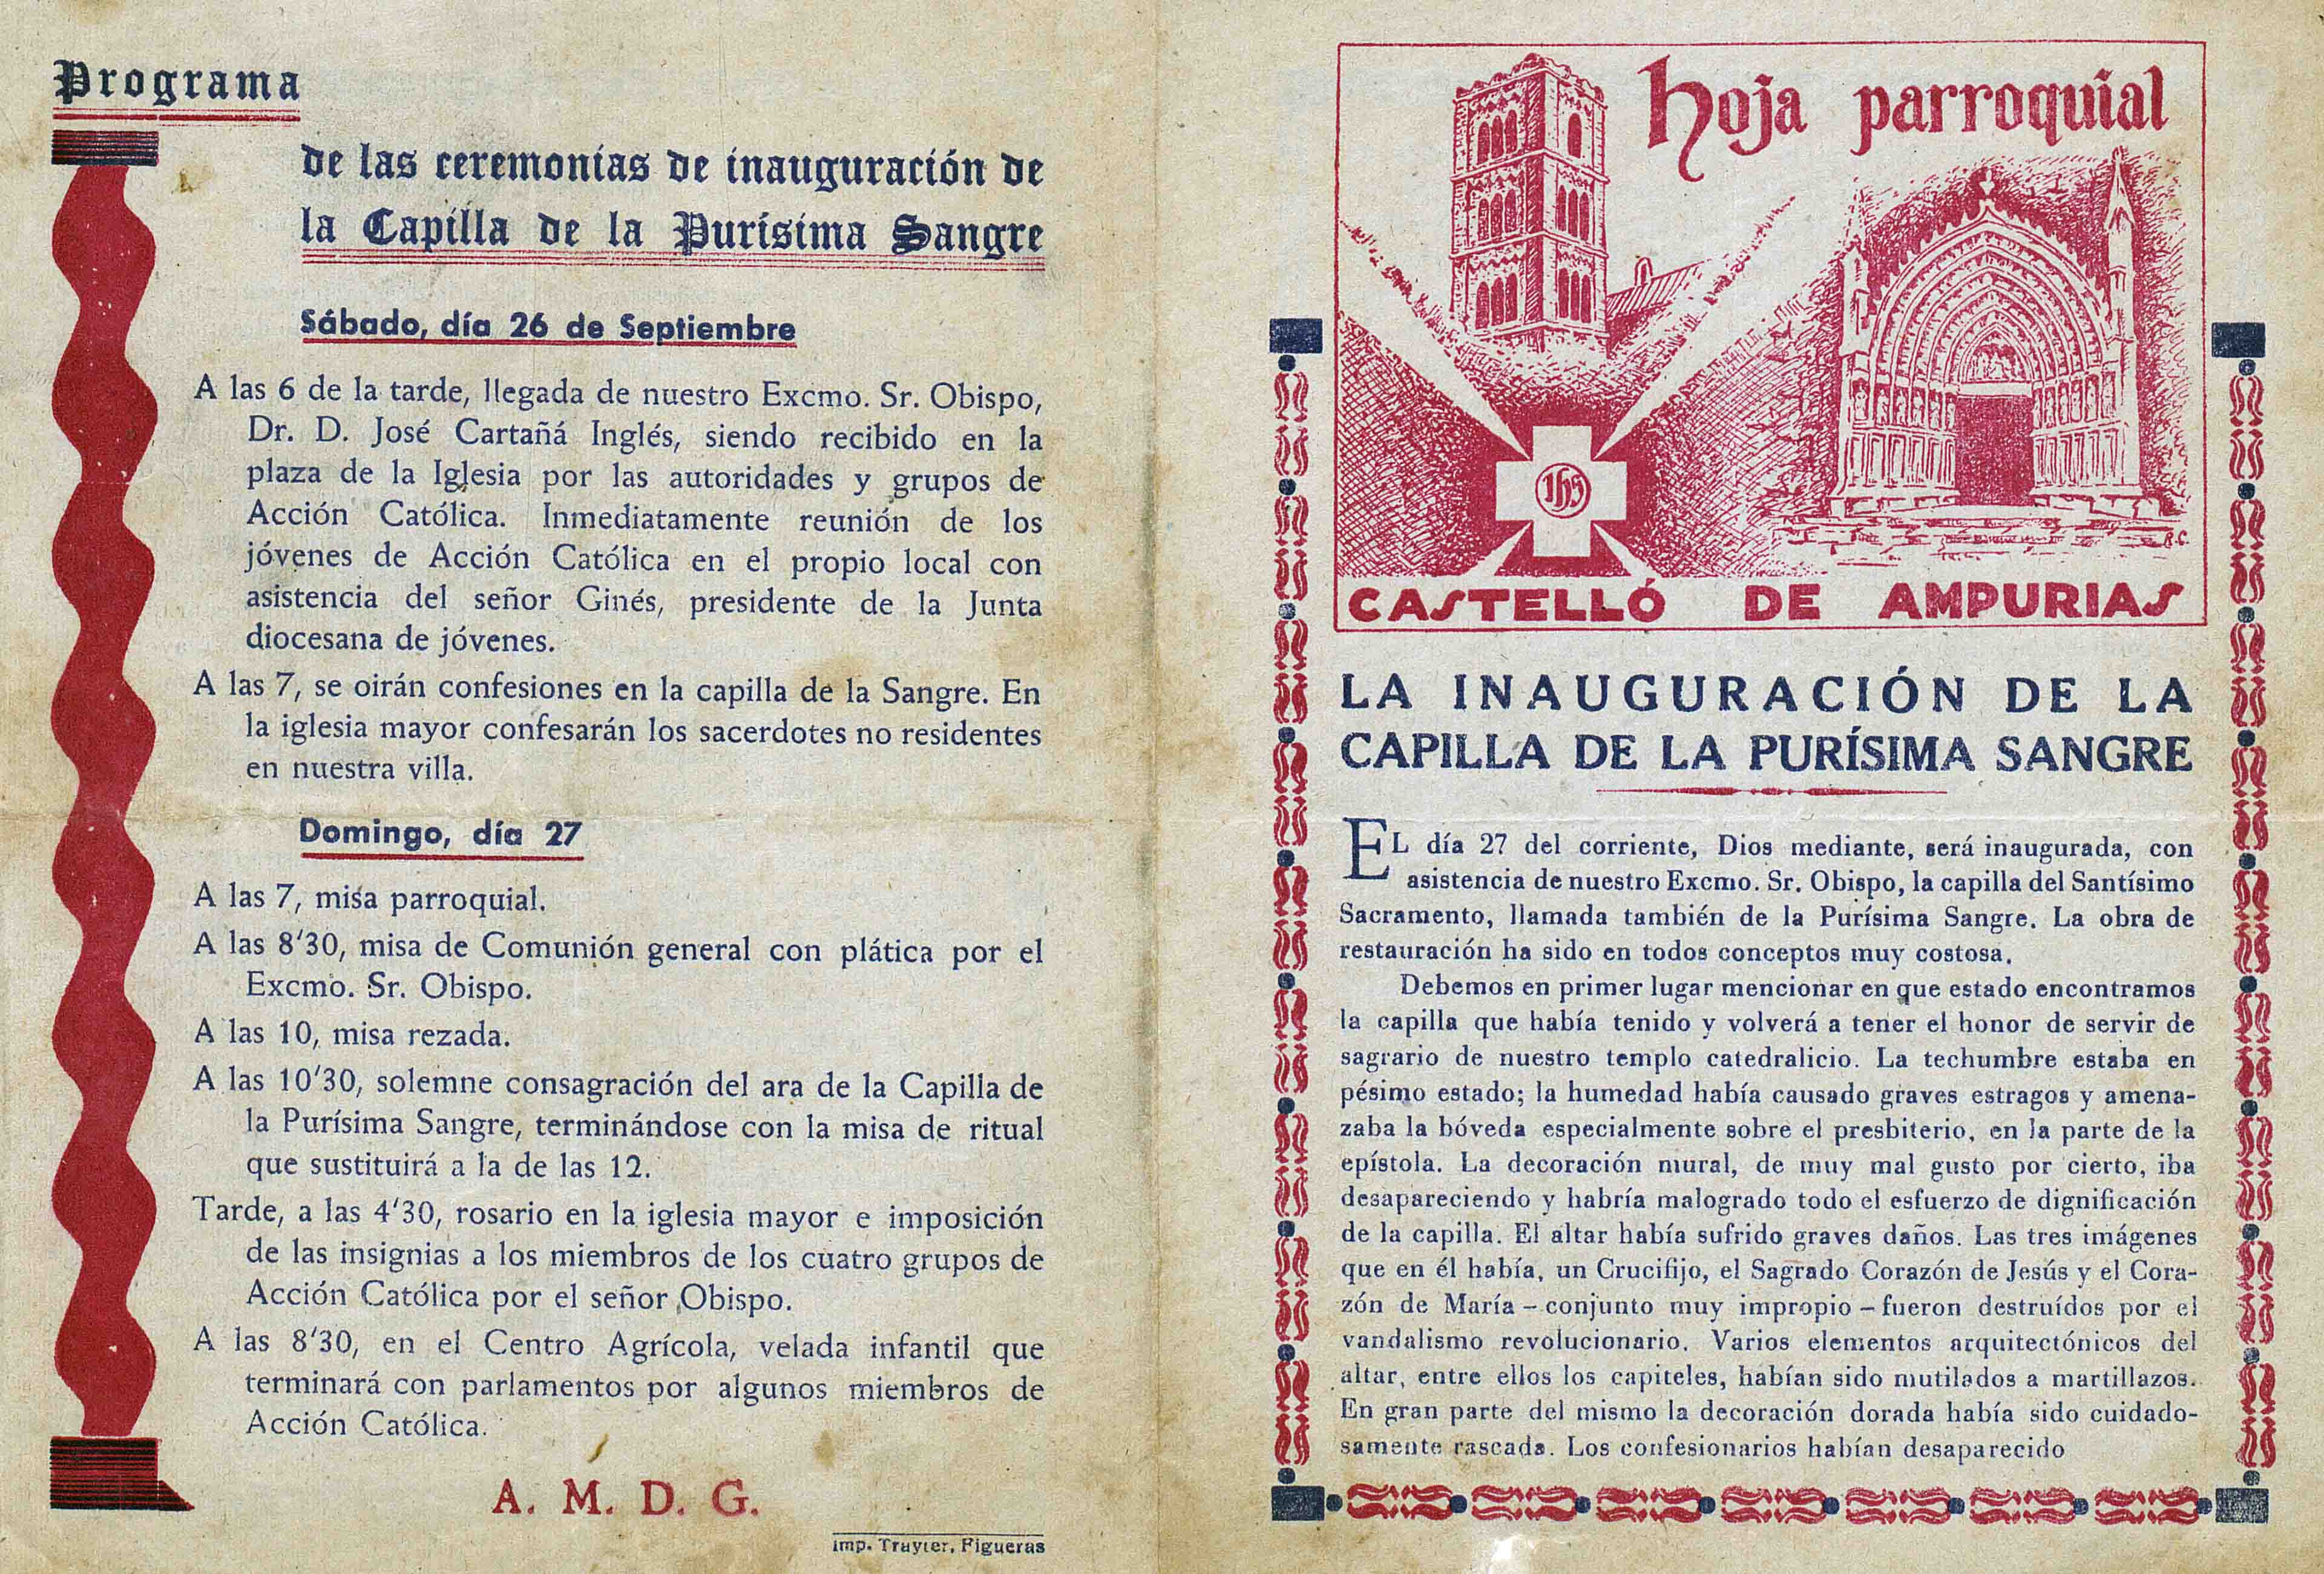 Programa
de las ceremonias de inauguración de
la Capilla de la Purísima Sangre
Sábado, día 26 de Septiembre
A las 6 de la tarde, llegada de nuestro Excmo. Sr. Obispo,
Dr. D. José Cartañá Inglés, siendo recibido en la
plaza de la Iglesia por las autoridades y grupos de
Acción Católica. Inmediatamente reunión de los
jóvenes de Acción Católica en el propio local con
asistencia del señor Ginés, presidente de la Junta
diocesana de jóvenes.
A las 7, se oirán confesiones en la capilla de la Sangre. En
la iglesia mayor confesarán los sacerdotes no residentes
en nuestra villa.
Domingo, día 27
A las 7, misa parroquial.
A las 8'30, misa de Comunión general con plática por el
Excmo. Sr. Obispo.
A las 10, misa rezada.
A las 10'30, solemne consagración del ara de la Capilla de
la Purísima Sangre, terminándose con la misa de ritual
que sustituirá a la de las 12.
Tarde, a las 4'30, rosario en la iglesia mayor e imposición
de las insignias a los miembros de los cuatro grupos de
Acción Católica por el señor Obispo.
A las 8'30, en el Centro Agrícola, velada infantil que
terminará con parlamentos por algunos miembros de
Acción Católica.
A. M. D. G.
Imp. Trayter, Figueras
hoja parroquial
Ihs
R.C.
CASTELLÓ DE AMPURIAS
LA INAUGURACIÓN DE LA
CAPILLA DE LA PURÍSIMA SANGRE
EL día 27 del corriente, Dios mediante, será inaugurada, con
asistencia de nuestro Excmo. Sr. Obispo, la capilla del Santísimo
Sacramento, llamada también de la Purísima Sangre. La obra de
restauración ha sido en todos conceptos muy costosa.
Debemos en primer lugar mencionar en que estado encontramos
la capilla que había tenido y volverá a tener el honor de servir de
sagrario de nuestro templo catedralicio. La techumbre estaba en
pésimo estado; la humedad había causado graves estragos y amena-
zaba la bóveda especialmente sobre el presbiterio, en la parte de la
epístola. La decoración mural, de muy mal gusto por cierto, iba
desapareciendo y habría malogrado todo el esfuerzo de dignificación
de la capilla. El altar había sufrido graves daños. Las tres imágenes
que en él había, un Crucifijo, el Sagrado Corazón de Jesús y el Cora-
zón de María – conjunto muy impropio – fueron destruídos por el
vandalismo revolucionario. Varios elementos arquitectónicos del
altar, entre ellos los capiteles, habían sido mutilados a martillazos.
En gran parte del mismo la decoración dorada había sido cuidado-
samente rascada. Los confesionarios habían desaparecido